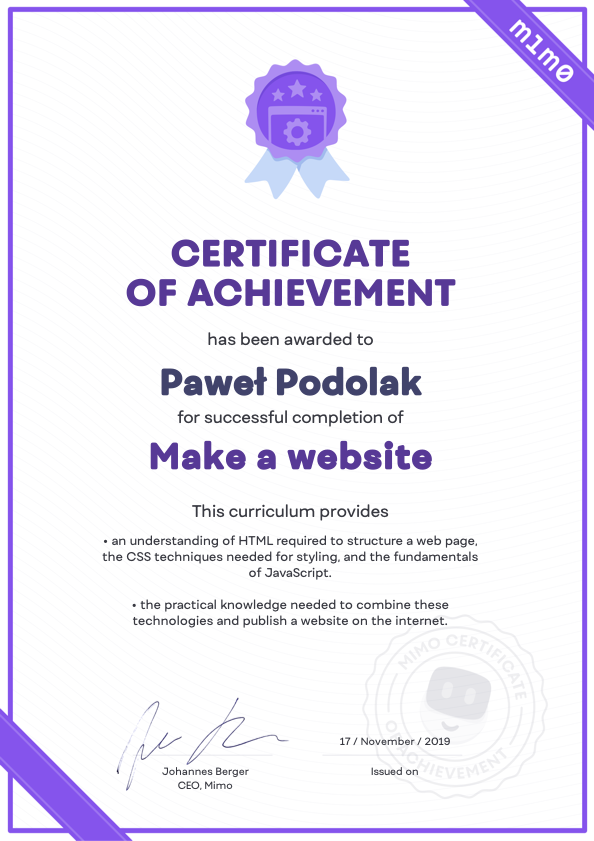 m1m0
CERTIFICATE
OF ACHIEVEMENT
has been awarded to
Paweł Podolak
for successful completion of
Make a website
This curriculum provides
• an understanding of HTML required to structure a web page,
the CSS techniques needed for styling, and the fundamentals
of JavaScript.
• the practical knowledge needed to combine these
technologies and publish a website on the internet.
MIMO CERTIFICATE
OF ACHIEVEMENT
17 / November / 2019
Johannes Berger
CEO, Mimo
Issued on